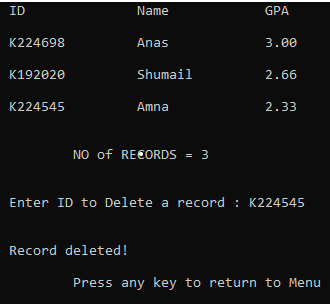 ID Name GPA
K224698 Anas 3.00
K192020 Shumail 2.66
K224545 Amna 2.33
NO of RECORDS = 3
Enter ID to Delete a record : K224545
Record deleted!
Press any key to return to Menu